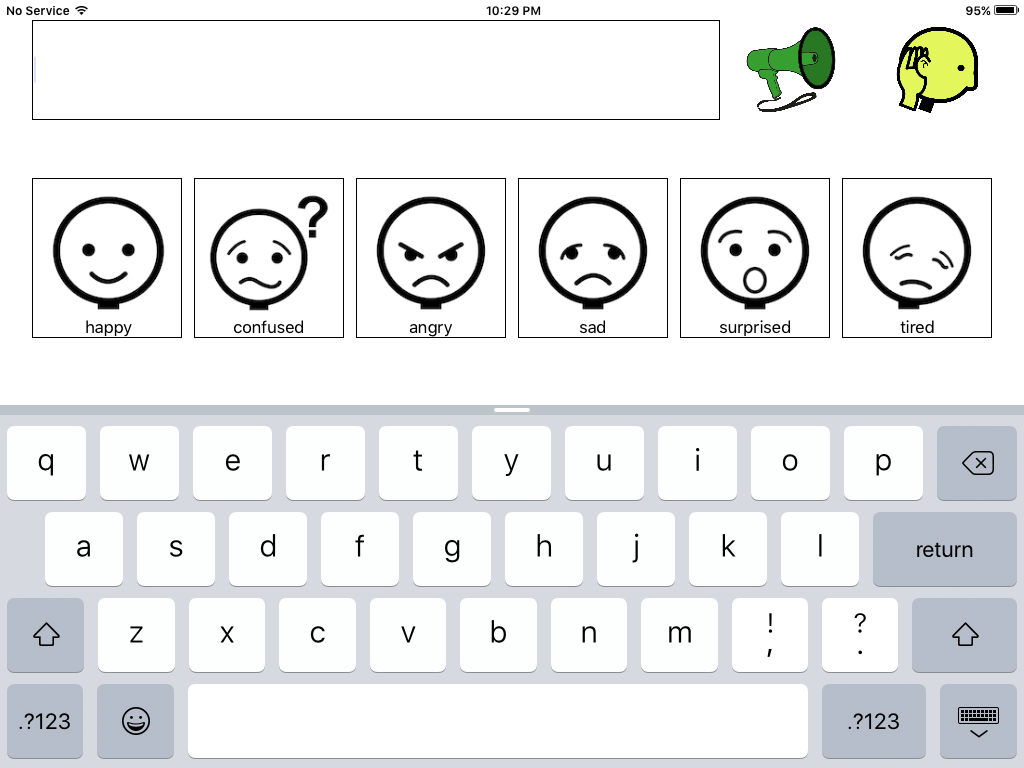 No Service 10:29 PM 95%
?
happy confused angry sad surprised tired
q w e r t y u i o p
a s d f g h j k l return
z x c v b n m ! , ? .
.?123 .?123